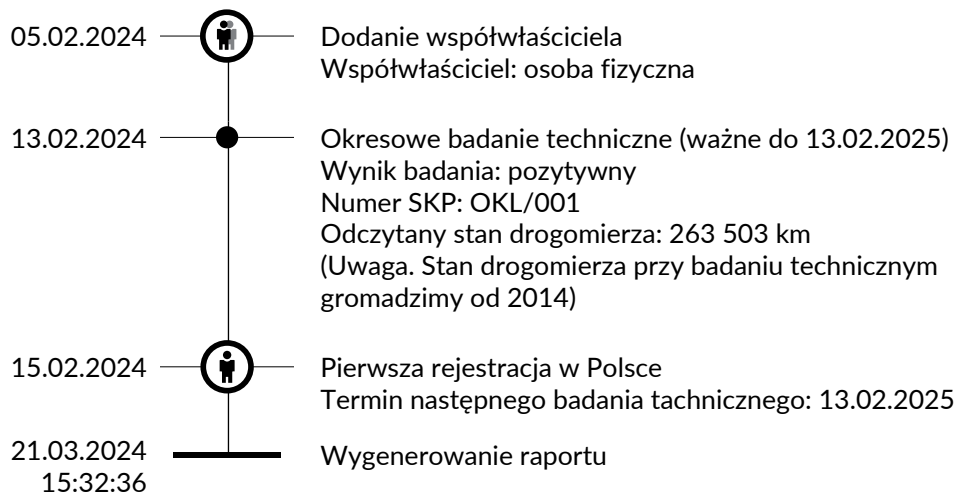 05.02.2024
Dodanie współwłaściciela
Współwłaściciel: osoba fizyczna
13.02.2024
Okresowe badanie techniczne (ważne do 13.02.2025)
Wynik badania: pozytywny
Numer SKP: OKL/001
Odczytany stan drogomierza: 263 503 km
(Uwaga. Stan drogomierza przy badaniu technicznym
gromadzimy od 2014)
15.02.2024
Pierwsza rejestracja w Polsce
Termin następnego badania tachnicznego: 13.02.2025
21.03.2024
15:32:36
Wygenerowanie raportu